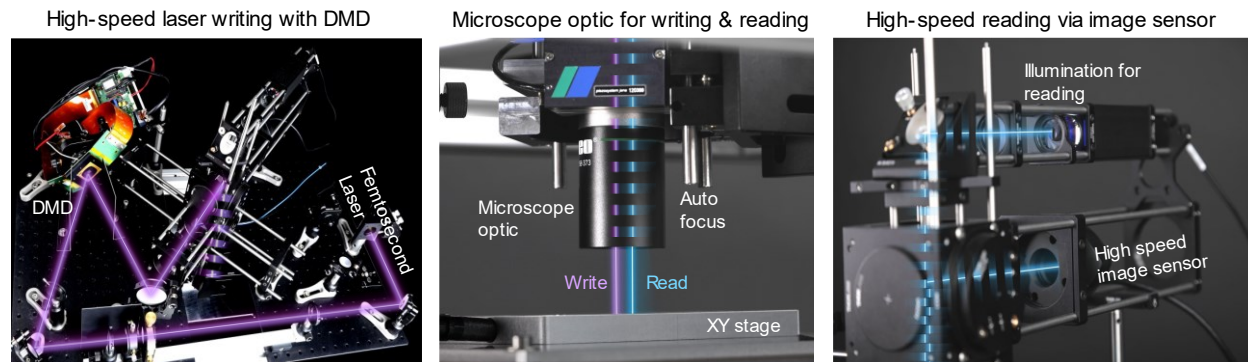 High-speed laser writing with DMD
Microscope optic for writing & reading
High-speed reading via image sensor
DMD
Femtosecond
Laser
Microscope
optic
Auto
focus
Write
Read
XY stage
Illumination for
reading
High speed
image sensor